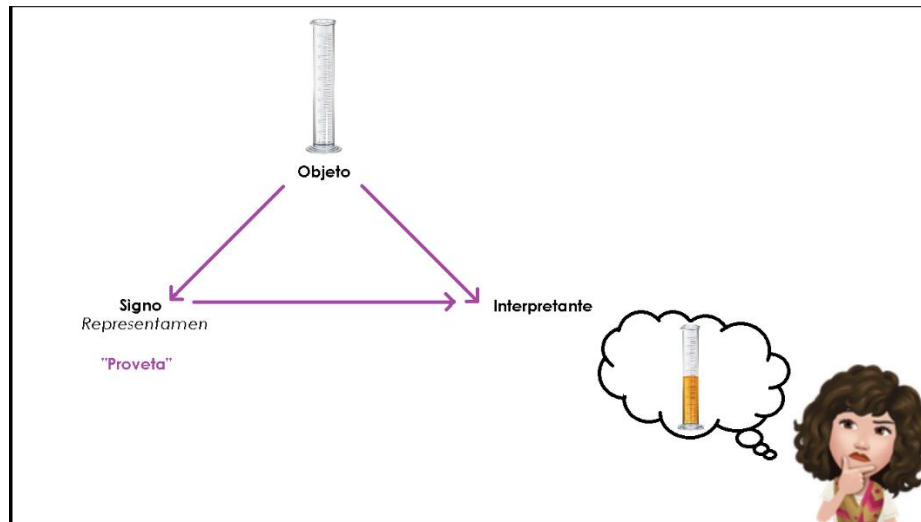 Objeto
Signo
Interpretante
Representamen
"Proveta"